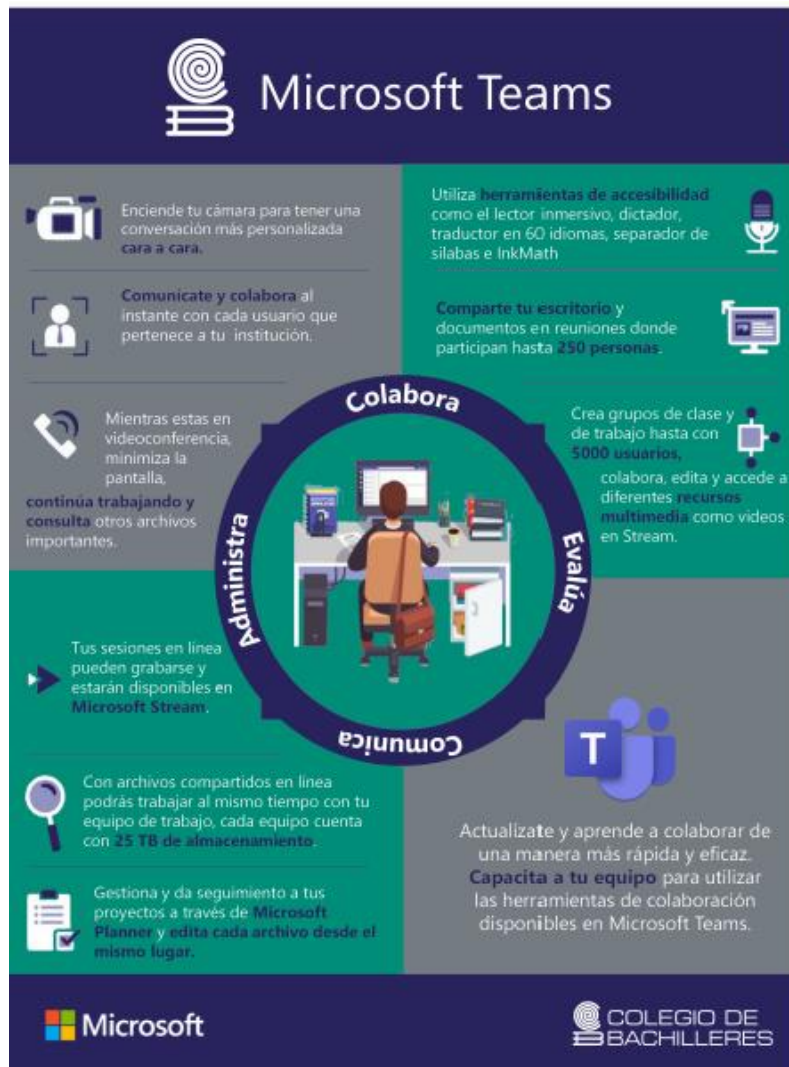 Microsoft Teams
Enciende tu cámara para tener una
conversación más personalizada
cara a cara.
Comunicate y colabora al
instante con cada usuario que
pertenece a tu institución.
Mientras estas en
videoconferencia,
minimiza la
pantalla,
continúa trabajando y
consulta otros archivos
importantes.
Utiliza herramientas de accesibilidad
como el lector inmersivo, dictador,
traductor en 60 idiomas, separador de
silabas e InkMath
Comparte tu escritorio y
documentos en reuniones donde
participan hasta 250 personas.
Crea grupos de clase y
de trabajo hasta con
5000 usuarios,
colabora, edita y accede a
diferentes recursos
multimedia como videos
en Stream.
Colabora
Evalúa
Comunica
Administra
Tus sesiones en linea
pueden grabarse y
estarán disponibles en
Microsoft Stream.
Con archivos compartidos en línea
podrás trabajar al mismo tiempo con tu
equipo de trabajo, cada equipo cuenta
con 25 TB de almacenamiento.
Gestiona y da seguimiento a tus
proyectos a través de Microsoft
Planner y edita cada archivo desde el
mismo lugar.
T
Actualizate y aprende a colaborar de
una manera más rápida y eficaz.
Capacita a tu equipo para utilizar
las herramientas de colaboración
disponibles en Microsoft Teams.
Microsoft
COLEGIO DE
BACHILLERES